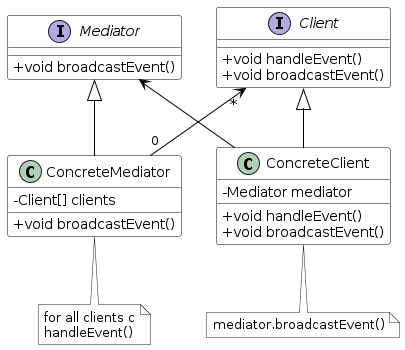 I Mediator
+void broadcastEvent()
I Client
+void handleEvent()
+void broadcastEvent()
*
0
C ConcreteMediator
-Client[] clients
+void broadcastEvent()
C ConcreteClient
-Mediator mediator
+void handleEvent()
+void broadcastEvent()
for all clients c
handleEvent()
mediator.broadcastEvent()